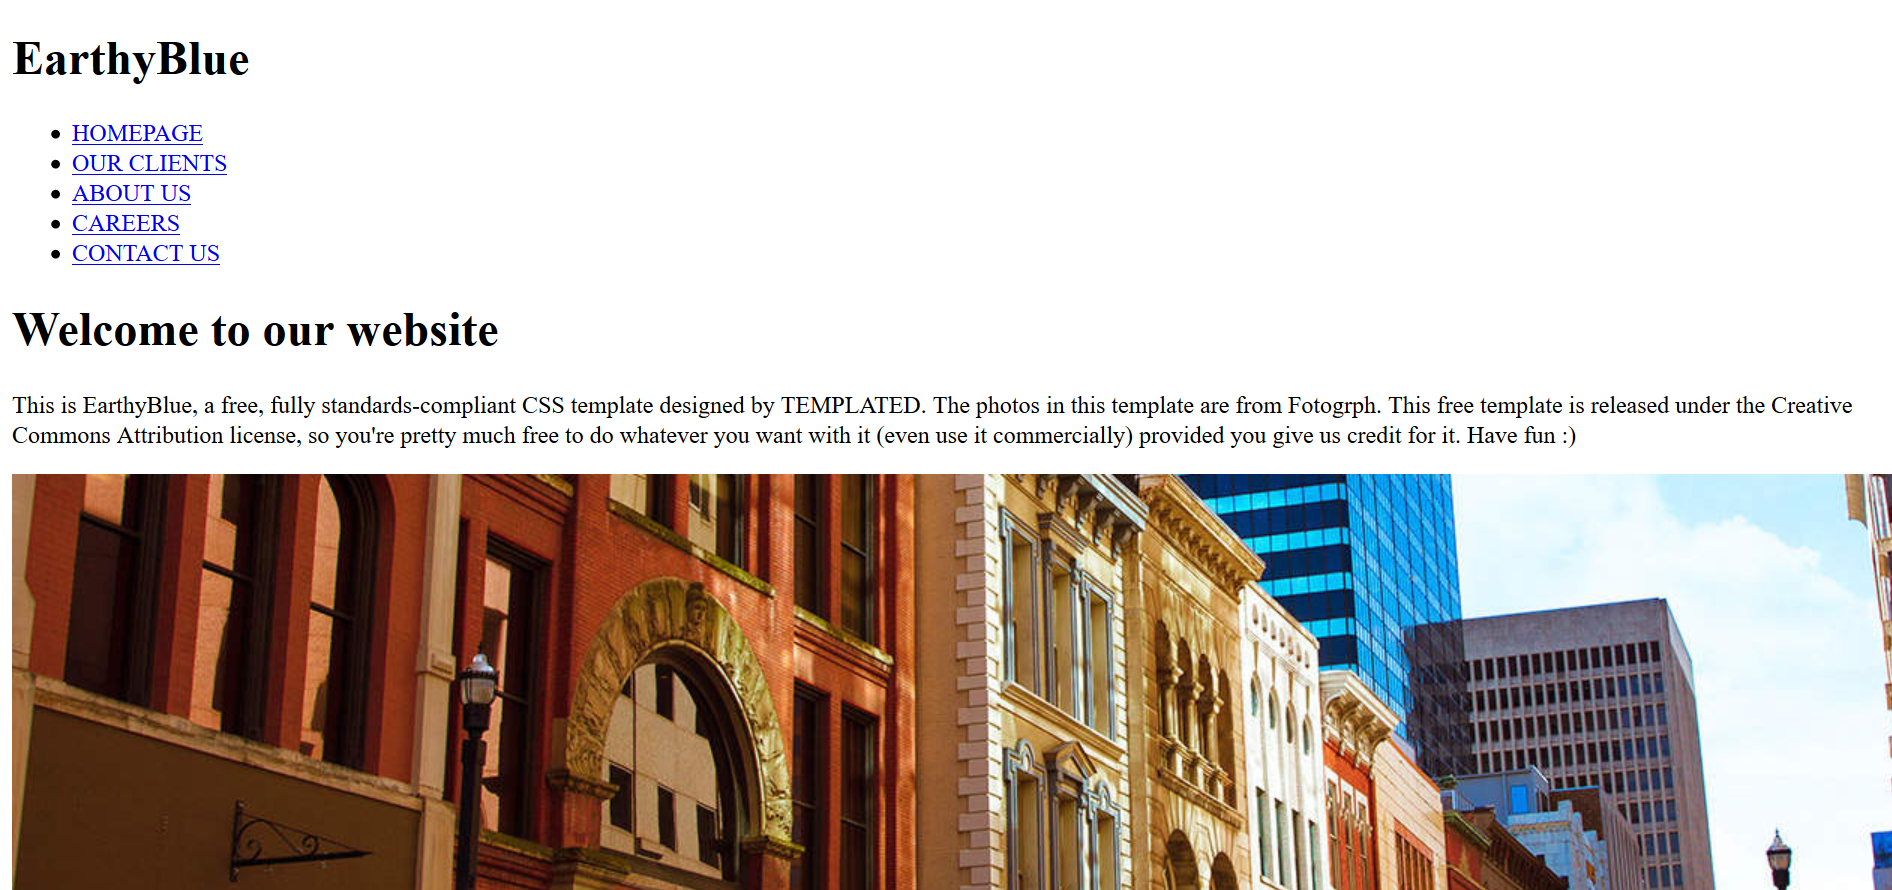 EarthyBlue
HOMEPAGE
OUR CLIENTS
ABOUT US
CAREERS
CONTACT US
Welcome to our website
This is EarthyBlue, a free, fully standards-compliant CSS template designed by TEMPLATED. The photos in this template are from Fotogrph. This free template is released under the Creative
Commons Attribution license, so you're pretty much free to do whatever you want with it (even use it commercially) provided you give us credit for it. Have fun :)